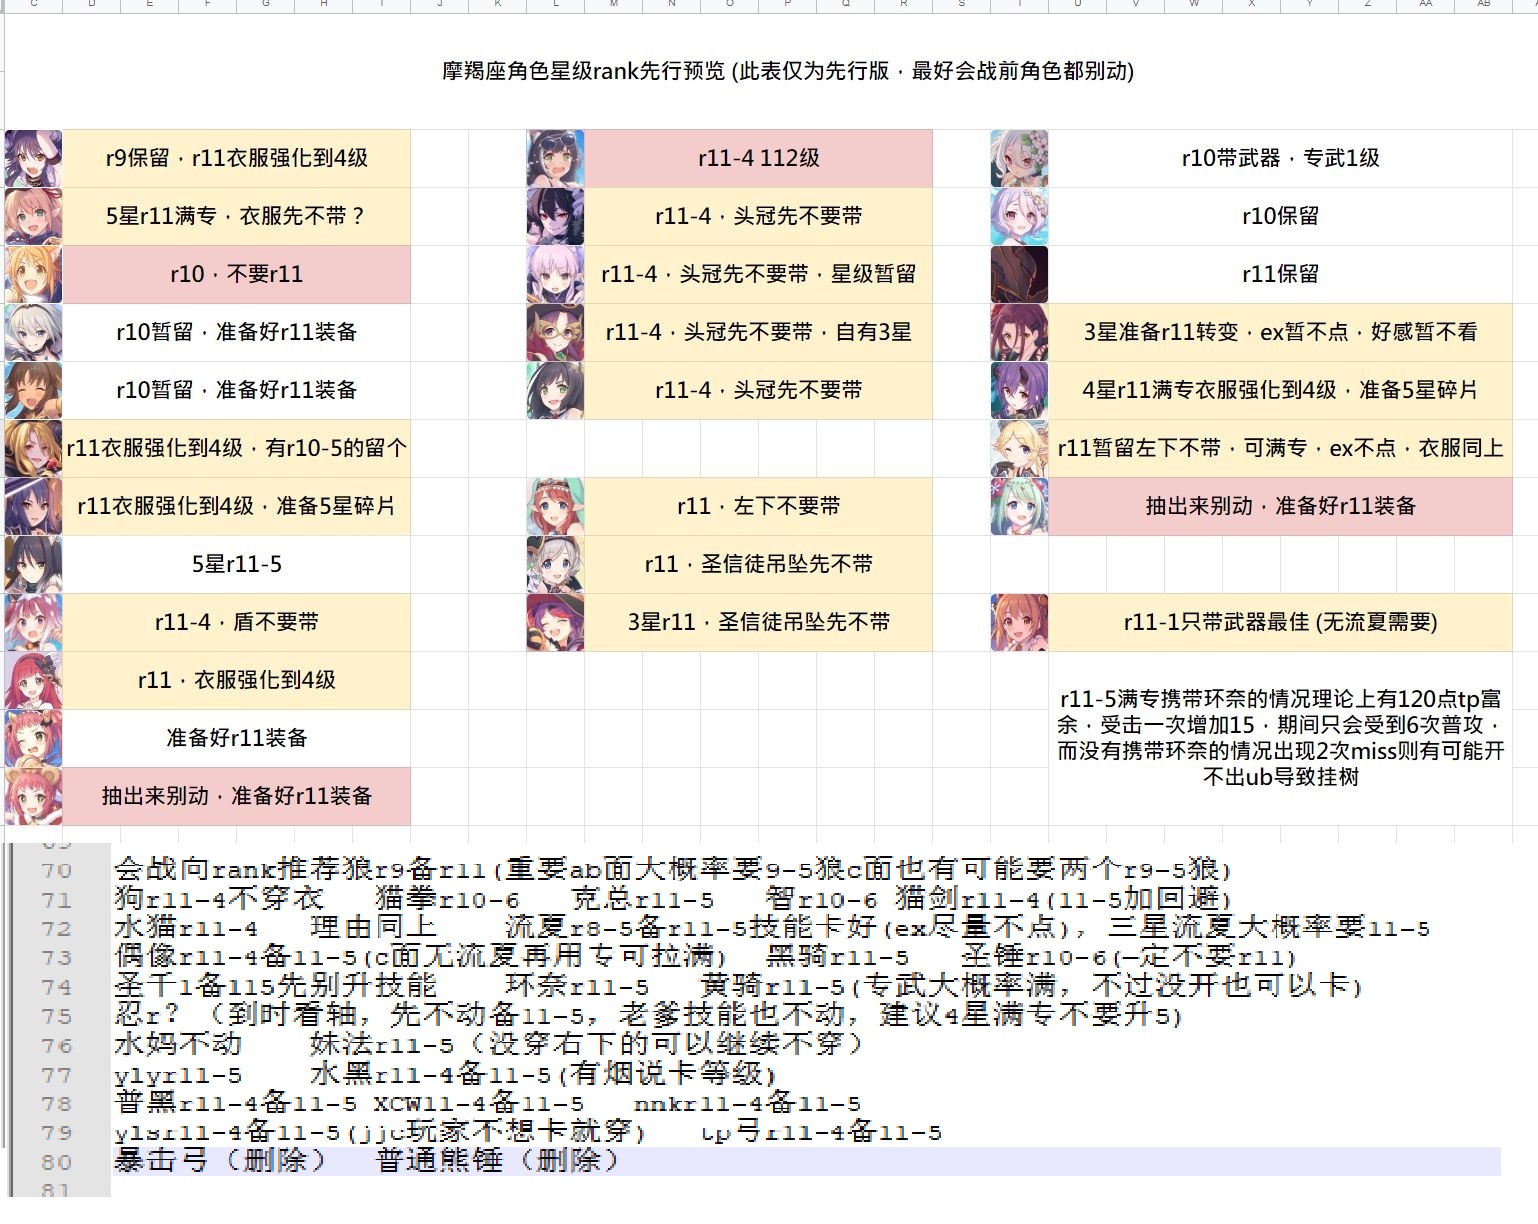 C D E F G H I J K L M N O P Q R S T U V W X Y Z AA AB
摩羯座角色星级rank先行预览 (此表仅为先行版，最好会战前角色都别动)
r9保留，r11衣服强化到4级
5星r11满专，衣服先不带？
r10，不要r11
r10暂留，准备好r11装备
r10暂留，准备好r11装备
r11衣服强化到4级，有r10-5的留个
r11衣服强化到4级，准备5星碎片
5星r11-5
r11-4，盾不要带
r11，衣服强化到4级
准备好r11装备
抽出来别动，准备好r11装备
r11-4 112级
r11-4，头冠先不要带
r11-4，头冠先不要带，星级暂留
r11-4，头冠先不要带，自有3星
r11-4，头冠先不要带
r11，左下不要带
r11，圣信徒吊坠先不带
3星r11，圣信徒吊坠先不带
r10带武器，专武1级
r10保留
r11保留
3星准备r11转变，ex暂不点，好感暂不看
4星r11满专衣服强化到4级，准备5星碎片
r11暂留左下不带，可满专，ex不点，衣服同上
抽出来别动，准备好r11装备
r11-1只带武器最佳 (无流夏需要)
r11-5满专携带环奈的情况理论上有120点tp富
余，受击一次增加15，期间只会受到6次普攻，
而没有携带环奈的情况出现2次miss则有可能开
不出ub导致挂树
69
70 会战向rank推荐狼r9备r11(重要ab面大概率要9-5狼c面也有可能要两个r9-5狼)
71 狗r11-4不穿衣 猫拳r10-6 克总r11-5 智r10-6 猫剑r11-4(11-5加回避)
72 水猫r11-4 理由同上 流夏r8-5备r11-5技能卡好(ex尽量不点)，三星流夏大概率要11-5
73 偶像r11-4备11-5(c面无流夏再用专可拉满) 黑骑r11-5 圣锤r10-6(一定不要r11)
74 圣千1备115先别升技能 环奈r11-5 黄骑r11-5(专武大概率满，不过没开也可以卡)
75 忍r？（到时看轴，先不动备11-5，老爹技能也不动，建议4星满专不要升5)
76 水妈不动 妹法r11-5（没穿右下的可以继续不穿）
77 ylyr11-5 水黑r11-4备11-5(有烟说卡等级)
78 普黑r11-4备11-5 XCW11-4备11-5 nnkr11-4备11-5
79 ylsr11-4备11-5(jjc玩家不想卡就穿) tp弓r11-4备11-5
80 暴击弓（删除） 普通熊锤（删除）
81